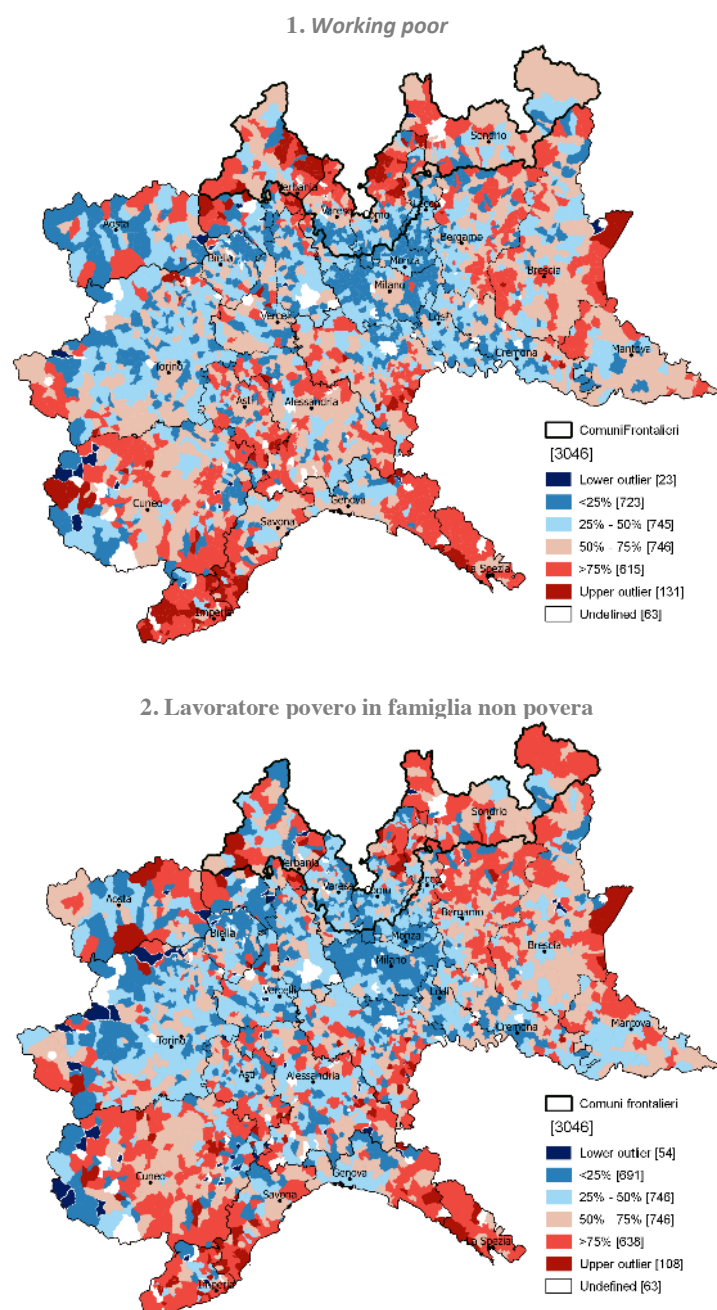 1. Working poor
Sondrio
Verbania
Varese
Como
Lecco
Aosta
Bergamo
Biella
Monza
Brescia
Milano
Vercelli
Lodi
Torino
Cremona
Mantova
Asti
Alessandria
ComuniFrontalieri
[3046]
Lower outlier [23]
<25% [723]
25% - 50% [745]
50% - 75% [746]
>75% [615]
Upper outlier [131]
Undefined [63]
Cuneo
Genova
Savona
La Spezia
Imperia
2. Lavoratore povero in famiglia non povera
Sondrio
Verbania
Varese
Como
Aosta
Bergamo
Biella
Monza
Brescia
Milano
Vercelli
Lodi
Torino
Cremona
Mantova
Asti
Alessandria
Comuni frontalieri
[3046]
Lower outlier [54]
<25% [691]
25% - 50% [746]
50% - 75% [746]
>75% [638]
Upper outlier [108]
Undefined [63]
Cuneo
Genova
Savona
La Spezia
Imperia